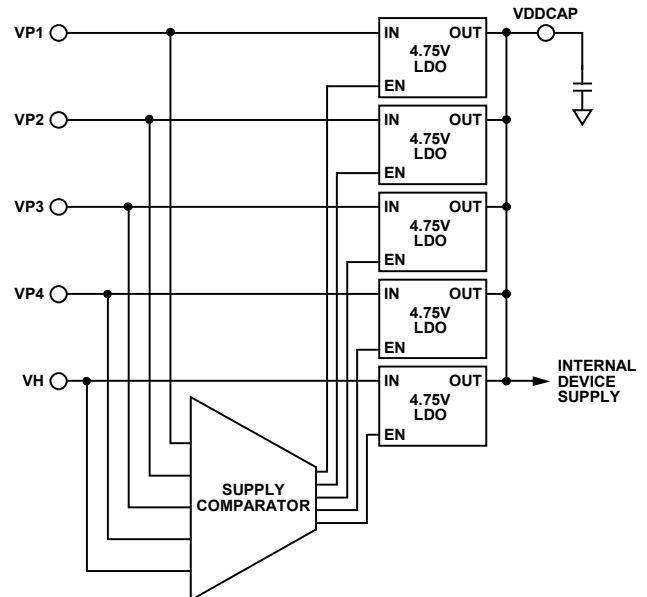 VDDCAP
VP1
IN
OUT
4.75V
LDO
EN
VP2
IN
OUT
4.75V
LDO
EN
VP3
IN
OUT
4.75V
LDO
EN
VP4
IN
OUT
4.75V
LDO
EN
VH
IN
OUT
4.75V
LDO
EN
INTERNAL
DEVICE
SUPPLY
SUPPLY
COMPARATOR